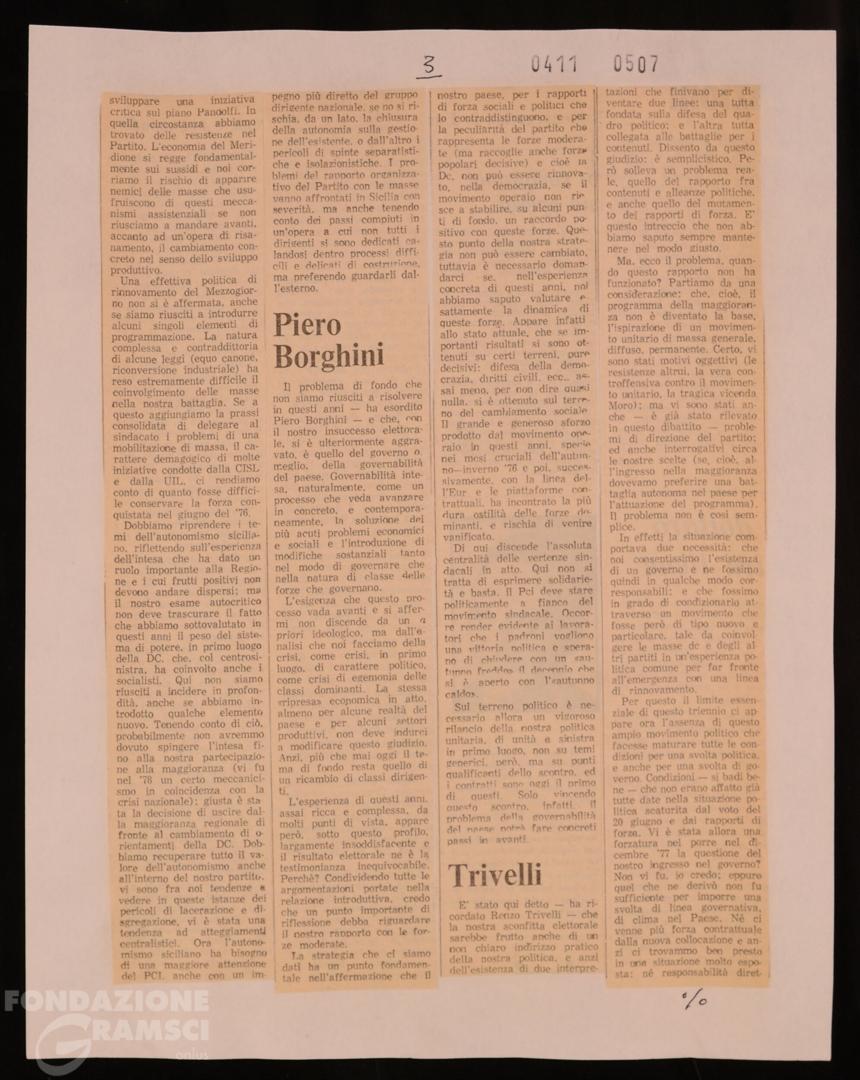 3
0411 0507
sviluppare una iniziativa
critica sul piano Pandolfi. In
quella circostanza abbiamo
trovato delle resistenze nel
Partito. L'economia del Meri-
dione si regge fondamental-
mente sui sussidi e noi cor-
riamo il rischio di apparire
nemici delle masse che usu-
fruiscono di questi mecca-
nismi assistenziali se non
riusciamo a mandare avanti,
accanto ad un'opera di risa-
namento, il cambiamento con-
creto nel senso dello sviluppo
produttivo.
Una effettiva politica di
rinnovamento del Mezzogior-
no non si è affermata, anche
se siamo riusciti a introdurre
alcuni singoli elementi di
programmazione. La natura
complessa e contraddittoria
di alcune leggi (equo canone,
riconversione industriale) ha
reso estremamente difficile il
coinvolgimento delle masse
nella nostra battaglia. Se a
questo aggiungiamo la prassi
consolidata di delegare al
sindacato i problemi di una
mobilitazione di massa, il ca-
rattere demagogico di molte
iniziative condotte dalla CISL
e dalla UIL, ci rendiamo
conto di quanto fosse diffici-
le conservare la forza con-
quistata nel giugno del '76.
Dobbiamo riprendere i te-
mi dell'autonomismo sicilia-
no, riflettendo sull'esperienza
dell'intesa che ha dato un
ruolo importante alla Regio-
ne e i cui frutti positivi non
devono andare dispersi; ma
il nostro esame autocritico
non deve trascurare il fatto
che abbiamo sottovalutato in
questi anni il peso del siste-
ma di potere, in primo luogo
della DC, che, col centrosi-
nistra, ha coinvolto anche i
socialisti. Qui non siamo
riusciti a incidere in profon-
dità, anche se abbiamo in-
trodotto qualche elemento
nuovo. Tenendo conto di ciò,
probabilmente non avremmo
dovuto spingere l'intesa fi-
no alla nostra partecipazio-
ne alla maggioranza (vi fu
nel '78 un certo meccanici-
smo in coincidenza con la
crisi nazionale); giusta è sta-
ta la decisione di uscire dal-
la maggioranza regionale di
fronte al cambiamento di o-
rientamenti della DC. Dob-
biamo recuperare tutto il va-
lore dell'autonomismo anche
all'interno del nostro partito,
vi sono fra noi tendenze a
vedere in queste istanze dei
pericoli di lacerazione e di-
sgregazione, vi è stata una
tendenza ad atteggiamenti
centralistici. Ora l'autono-
mismo siciliano ha bisogno
di una maggiore attenzione
del PCI, anche con un im-
pegno più diretto del gruppo
dirigente nazionale, se no si ri-
schia, da un lato, la chiusura
della autonomia sulla gestio-
ne dell'esistente, o dall'altro i
pericoli di spinte separatisti-
che e isolazionistiche. I pro-
blemi del rapporto organizza-
tivo del Partito con le masse
vanno affrontati in Sicilia con
severità, ma anche tenendo
conto dei passi compiuti in
un'opera a cui non tutti i
dirigenti si sono dedicati ca-
landosi dentro processi diffi-
cili e delicati di costruzione,
ma preferendo guardarli dal-
l'esterno.
Piero
Borghini
Il problema di fondo che
non siamo riusciti a risolvere
in questi anni — ha esordito
Piero Borghini — e che, con
il nostro insuccesso elettora-
le, si è ulteriormente aggra-
vato, è quello del governo o,
meglio, della governabilità
del paese. Governabilità inte-
sa, naturalmente, come un
processo che veda avanzare
in concreto, e contempora-
neamente, la soluzione dei
più acuti problemi economici
e sociali e l'introduzione di
modifiche sostanziali tanto
nel modo di governare che
nella natura di classe delle
forze che governano.
L'esigenza che questo pro-
cesso vada avanti e si affer-
mi non discende da un a
priori ideologico, ma dall'a-
nalisi che noi facciamo della
crisi, come crisi, in primo
luogo, di carattere politico,
come crisi di egemonia delle
classi dominanti. La stessa
«ripresa» economica in atto,
almeno per alcune realtà del
paese e per alcuni settori
produttivi, non deve indurci
a modificare questo giudizio.
Anzi, più che mai oggi il te-
ma di fondo resta quello di
un ricambio di classi dirigen-
ti.
L'esperienza di questi anni,
assai ricca e complessa, da
molti punti di vista, appare
però, sotto questo profilo,
largamente insoddisfacente e
il risultato elettorale ne è la
testimonianza inequivocabile.
Perchè? Condividendo tutte le
argomentazioni portate nella
relazione introduttiva, credo
che un punto importante di
riflessione debba riguardare
il nostro rapporto con le for-
ze moderate.
La strategia che ci siamo
dati ha un punto fondamen-
tale nell'affermazione che il
nostro paese, per i rapporti
di forza sociali e politici che
lo contraddistinguono, e per
la peculiarità del partito che
rappresenta le forze modera-
te (ma raccoglie anche forze
popolari decisive) e cioè la
Dc, non può essere rinnova-
to, nella democrazia, se il
movimento operaio non rie-
sce a stabilire, su alcuni pun-
ti di fondo, un raccordo po-
sitivo con queste forze. Que-
sto punto della nostra strate-
gia non può essere cambiato,
tuttavia è necessario doman-
darci se, nell'esperienza
concreta di questi anni, noi
abbiamo saputo valutare e-
sattamente la dinamica di
queste forze. Appare infatti
allo stato attuale, che se im-
portanti risultati si sono ot-
tenuti su certi terreni, pure
decisivi: difesa della demo-
crazia, diritti civili, ecc., as-
sai meno, per non dire quasi
nulla, si è ottenuto sul terre-
no del cambiamento sociale.
Il grande e generoso sforzo
prodotto dal movimento ope-
raio in questi anni, specie
nei mesi cruciali dell'autun-
no-inverno '76 e poi, succes-
sivamente, con la linea del-
l'Eur e le piattaforme con-
trattuali, ha incontrato la più
dura ostilità delle forze do-
minanti, e rischia di venire
vanificato.
Di qui discende l'assoluta
centralità delle vertenze sin-
dacali in atto. Qui non si
tratta di esprimere solidarie-
tà e basta. Il Pci deve stare
politicamente a fianco del
movimento sindacale. Occor-
re render evidente ai lavora-
tori che i padroni vogliono
una vittoria politica e spera-
no di chiudere con un «au-
tunno freddo» il decennio che
si è aperto con l'«autunno
caldo».
Sul terreno politico è ne-
cessario allora un vigoroso
rilancio della nostra politica
unitaria, di unità a sinistra
in primo luogo, non su temi
generici, però, ma su punti
qualificanti dello scontro, ed
i contratti sono oggi il primo
di questi. Solo vincendo
questo scontro, infatti, il
problema della governabilità
del paese potrà fare concreti
passi in avanti.
Trivelli
E' stato qui detto — ha ri-
cordato Renzo Trivelli — che
la nostra sconfitta elettorale
sarebbe frutto anche di un
non chiaro indirizzo pratico
della nostra politica, e anzi
dell'esistenza di due interpre-
tazioni che finivano per di-
ventare due linee: una tutta
fondata sulla difesa del qua-
dro politico; e l'altra tutta
collegata alle battaglie per i
contenuti. Dissento da questo
giudizio: è semplicistico. Pe-
rò solleva un problema rea-
le, quello del rapporto fra
contenuti e alleanze politiche,
e anche quello del mutamen-
to dei rapporti di forza. E'
questo intreccio che non ab-
biamo saputo sempre mante-
nere nel modo giusto.
Ma, ecco il problema, quan-
do questo rapporto non ha
funzionato? Partiamo da una
considerazione: che, cioè, il
programma della maggioran-
za non è diventato la base,
l'ispirazione di un movimen-
to unitario di massa generale,
diffuso, permanente. Certo, vi
sono stati motivi oggettivi (le
resistenze altrui, la vera con-
troffensiva contro il movimen-
to unitario, la tragica vicenda
Moro); ma vi sono stati an-
che — è già stato rilevato
in questo dibattito — proble-
mi di direzione del partito;
ed anche interrogativi circa
le nostre scelte (se, cioè, al-
l'ingresso nella maggioranza
dovevamo preferire una bat-
taglia autonoma nel paese per
l'attuazione del programma).
Il problema non è così sem-
plice.
In effetti la situazione com-
portava due necessità: che
noi consentissimo l'esistenza
di un governo e ne fossimo
quindi in qualche modo cor-
responsabili; e che fossimo
in grado di condizionarlo at-
traverso un movimento che
fosse però di tipo nuovo e
particolare, tale da coinvol-
gere le masse dc e degli al-
tri partiti in un'esperienza po-
litica comune per far fronte
all'emergenza con una linea
di rinnovamento.
Per questo il limite essen-
ziale di questo triennio ci ap-
pare ora l'assenza di questo
ampio movimento politico che
facesse maturare tutte le con-
dizioni per una svolta politica,
e anche per una svolta di go-
verno. Condizioni — si badi be-
ne — che non erano affatto già
tutte date nella situazione po-
litica scaturita dal voto del
20 giugno e dai rapporti di
forza. Vi è stata allora una
forzatura nel porre nel di-
cembre '77 la questione del
nostro ingresso nel governo?
Non vi fu, io credo; eppure
quel che ne derivò non fu
sufficiente per imporre una
svolta di linea governativa,
di clima nel Paese. Né ci
venne più forza contrattuale
dalla nuova collocazione e an-
zi ci trovammo ben presto
in una situazione molto espo-
sta: né responsabilità diret-
%
FONDAZIONE
GRAMSCI
onlus